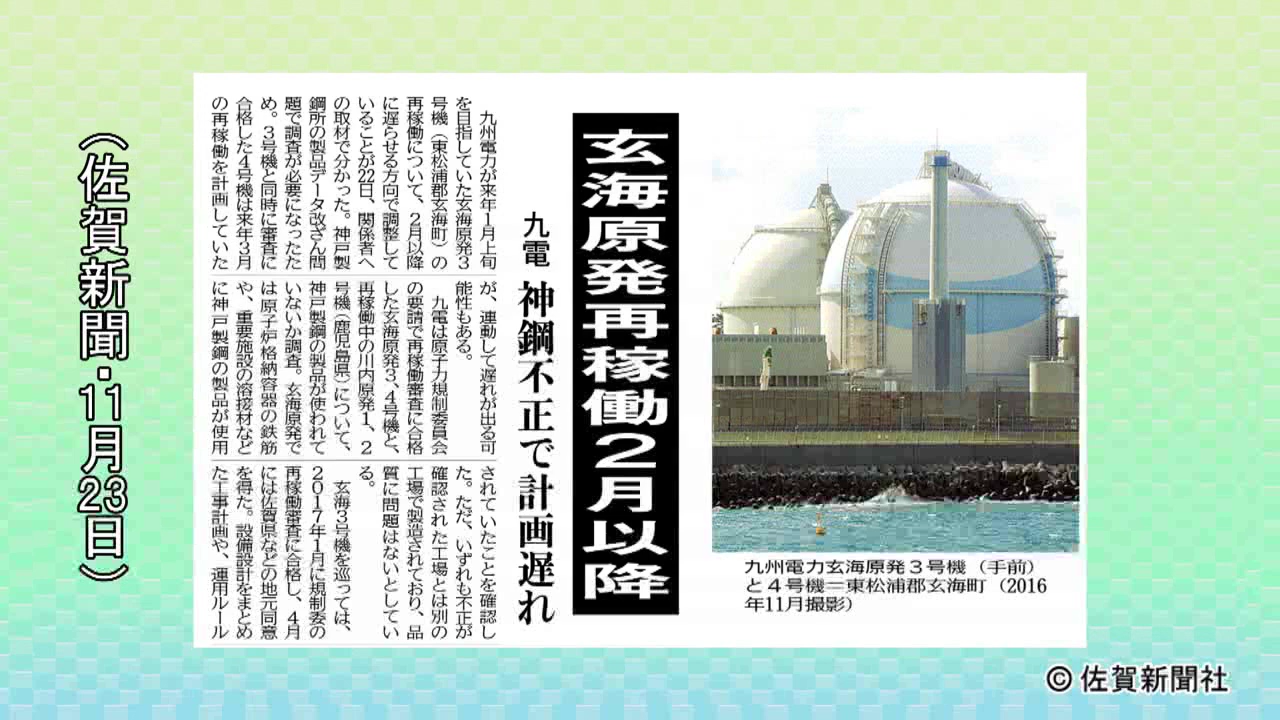 （佐賀新聞・11月23日）
玄海原発再稼働2月以降
九電 神鋼不正で計画遅れ
九州電力が来年1月上旬
を目指していた玄海原発3
号機（東松浦郡玄海町）の
再稼働について、2月以降
に遅らせる方向で調整して
いることが22日、関係者へ
の取材で分かった。神戸製
鋼所の製品データ改ざん問
題で調査が必要になったた
め。3号機と同時に審査に
合格した4号機は来年3月
の再稼働を計画していた
が、連動して遅れが出る可
能性もある。
九電は原子力規制委員会
の要請で再稼働審査に合格
した玄海原発3、4号機と、
再稼働中の川内原発1、2
号機（鹿児島県）について、
神戸製鋼の製品が使われて
いないか調査。玄海原発で
は原子炉格納容器の鉄筋
や、重要施設の溶接材など
に神戸製鋼の製品が使用
されていたことを確認し
た。ただ、いずれも不正が
確認された工場とは別の
工場で製造されており、品
質に問題はないとしてい
る。
玄海3号機を巡っては、
2017年1月に規制委の
再稼働審査に合格し、4月
には佐賀県などの地元同意
を得た。設備設計をまとめ
た工事計画や、運用ルール
九州電力玄海原発3号機（手前）
と4号機＝東松浦郡玄海町（2016
年11月撮影）
© 佐賀新聞社